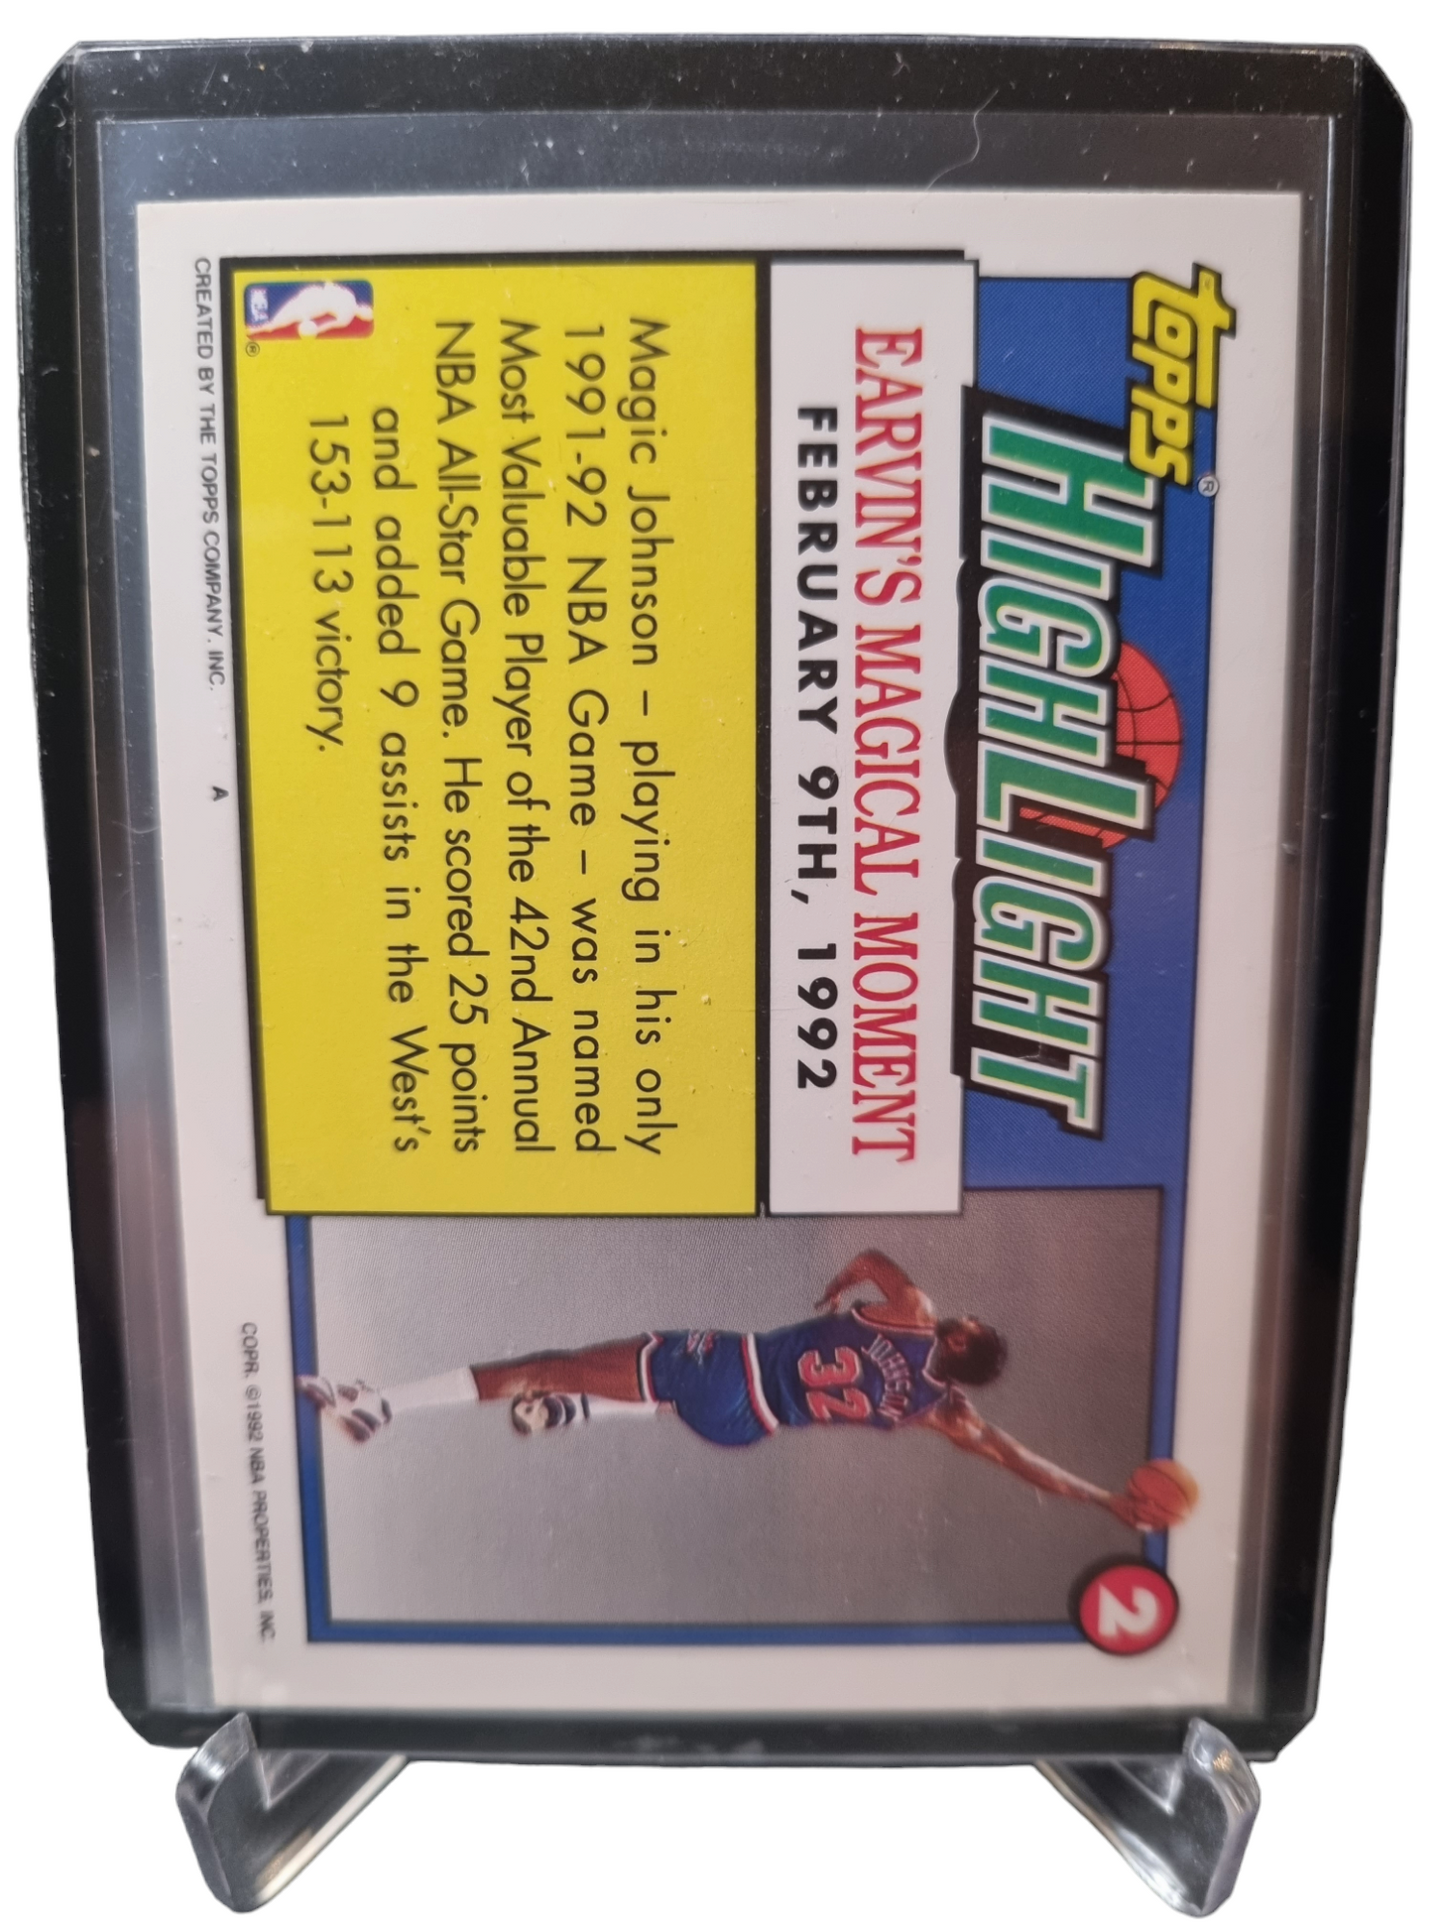 topps®
HIGHLIGHT
EARVIN'S MAGICAL MOMENT
FEBRUARY 9TH, 1992
Magic Johnson – playing in his only
1991-92 NBA Game – was named
Most Valuable Player of the 42nd Annual
NBA All-Star Game. He scored 25 points
and added 9 assists in the West's
153-113 victory.
NBA ®
JOHNSON
32
2
CREATED BY THE TOPPS COMPANY, INC. A
COPR. ©1992 NBA PROPERTIES, INC.